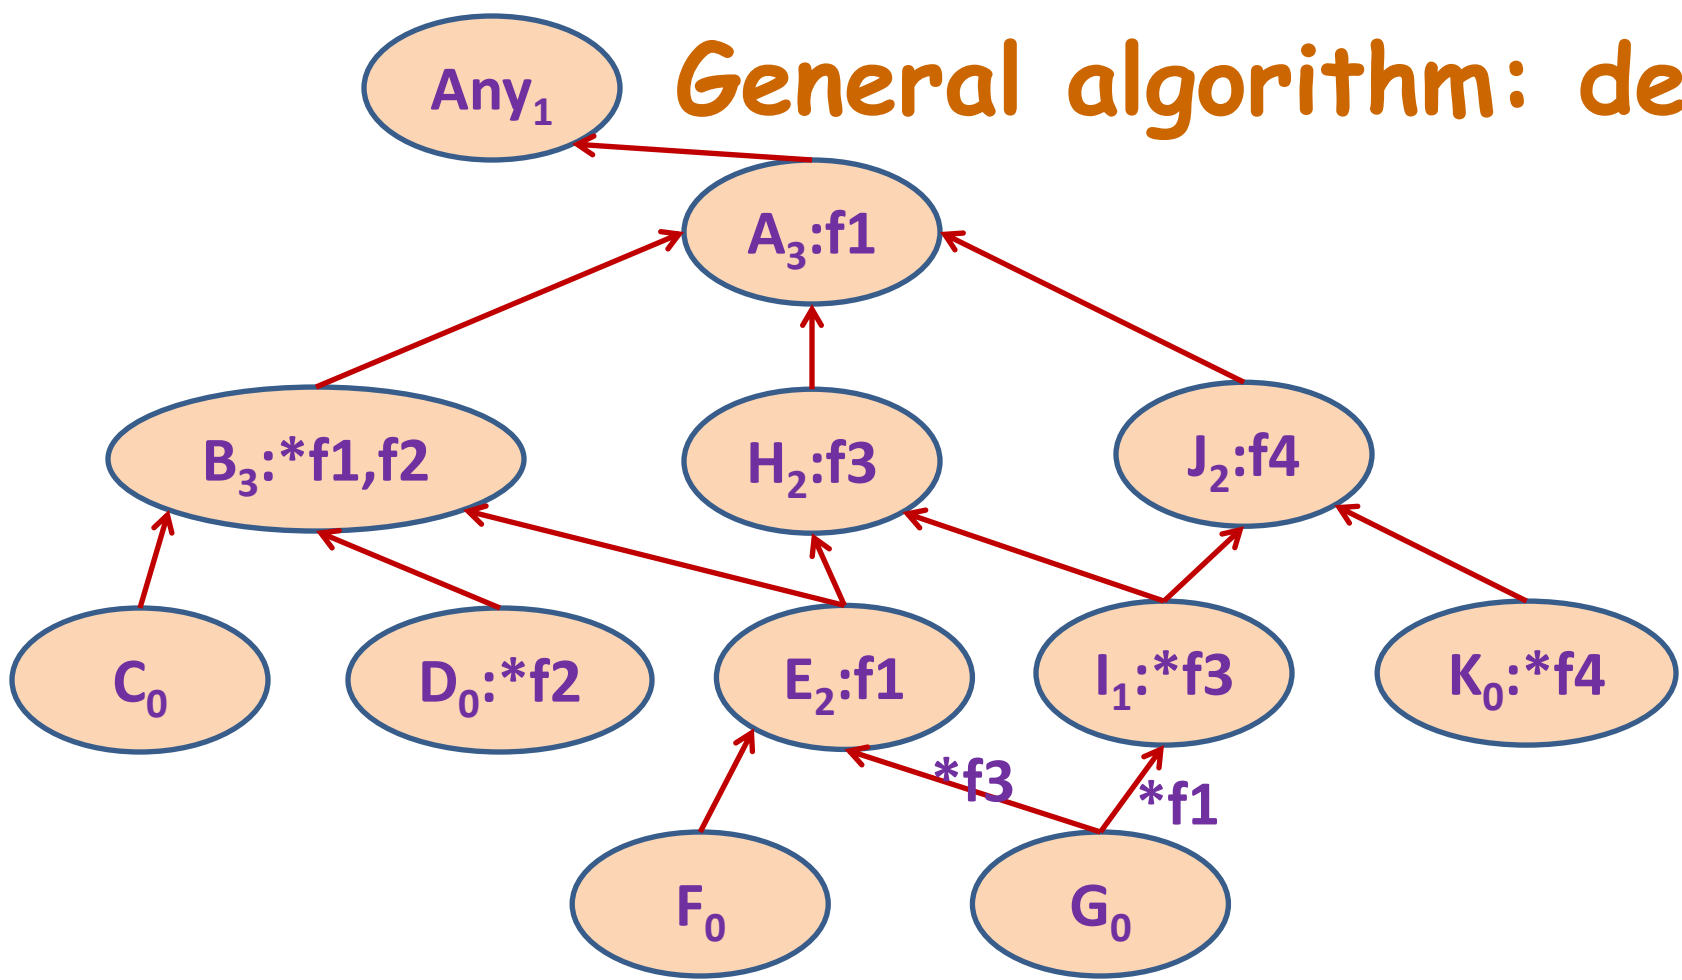 General algorithm: de
Any₁
A₃:f1
B₃:*f1,f2
H₂:f3
J₂:f4
C₀
D₀:*f2
E₂:f1
I₁:*f3
K₀:*f4
*f3
*f1
F₀
G₀